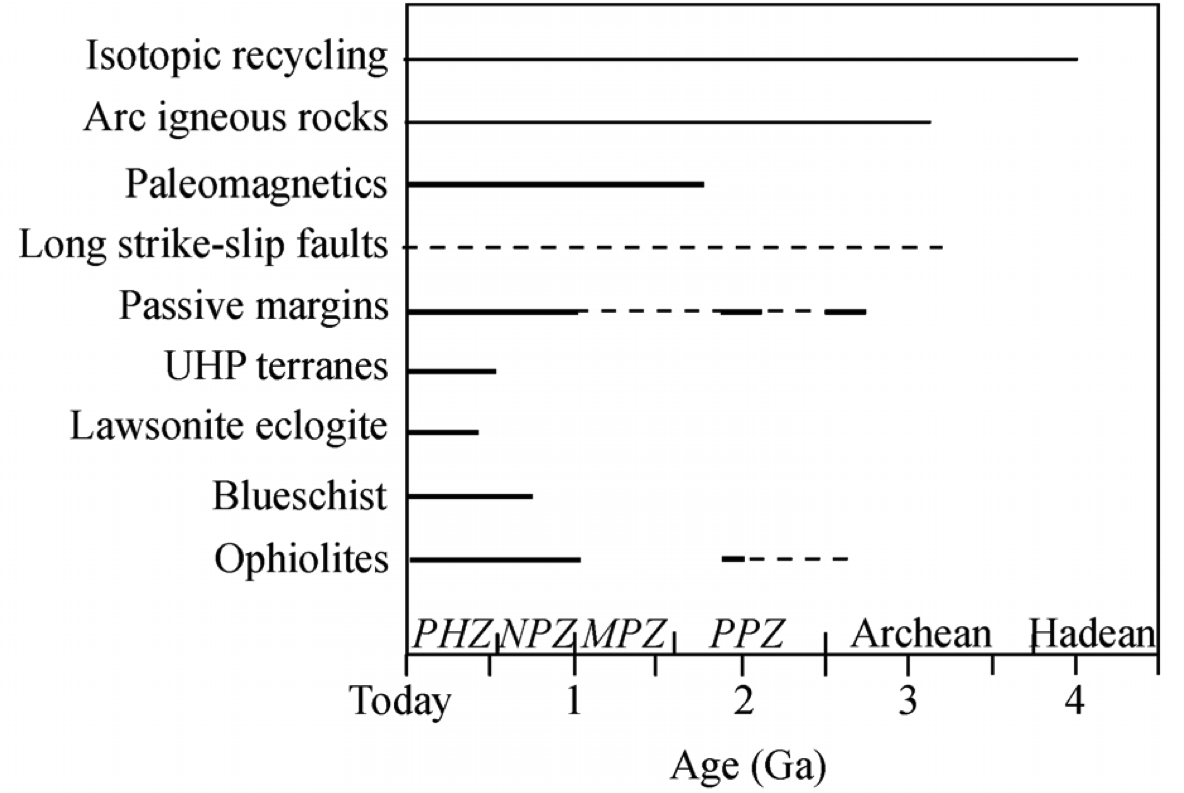 Isotopic recycling
Arc igneous rocks
Paleomagnetics
Long strike-slip faults
Passive margins
UHP terranes
Lawsonite eclogite
Blueschist
Ophiolites
PHZ NPZ MPZ PPZ Archean Hadean
Today 1 2 3 4
Age (Ga)